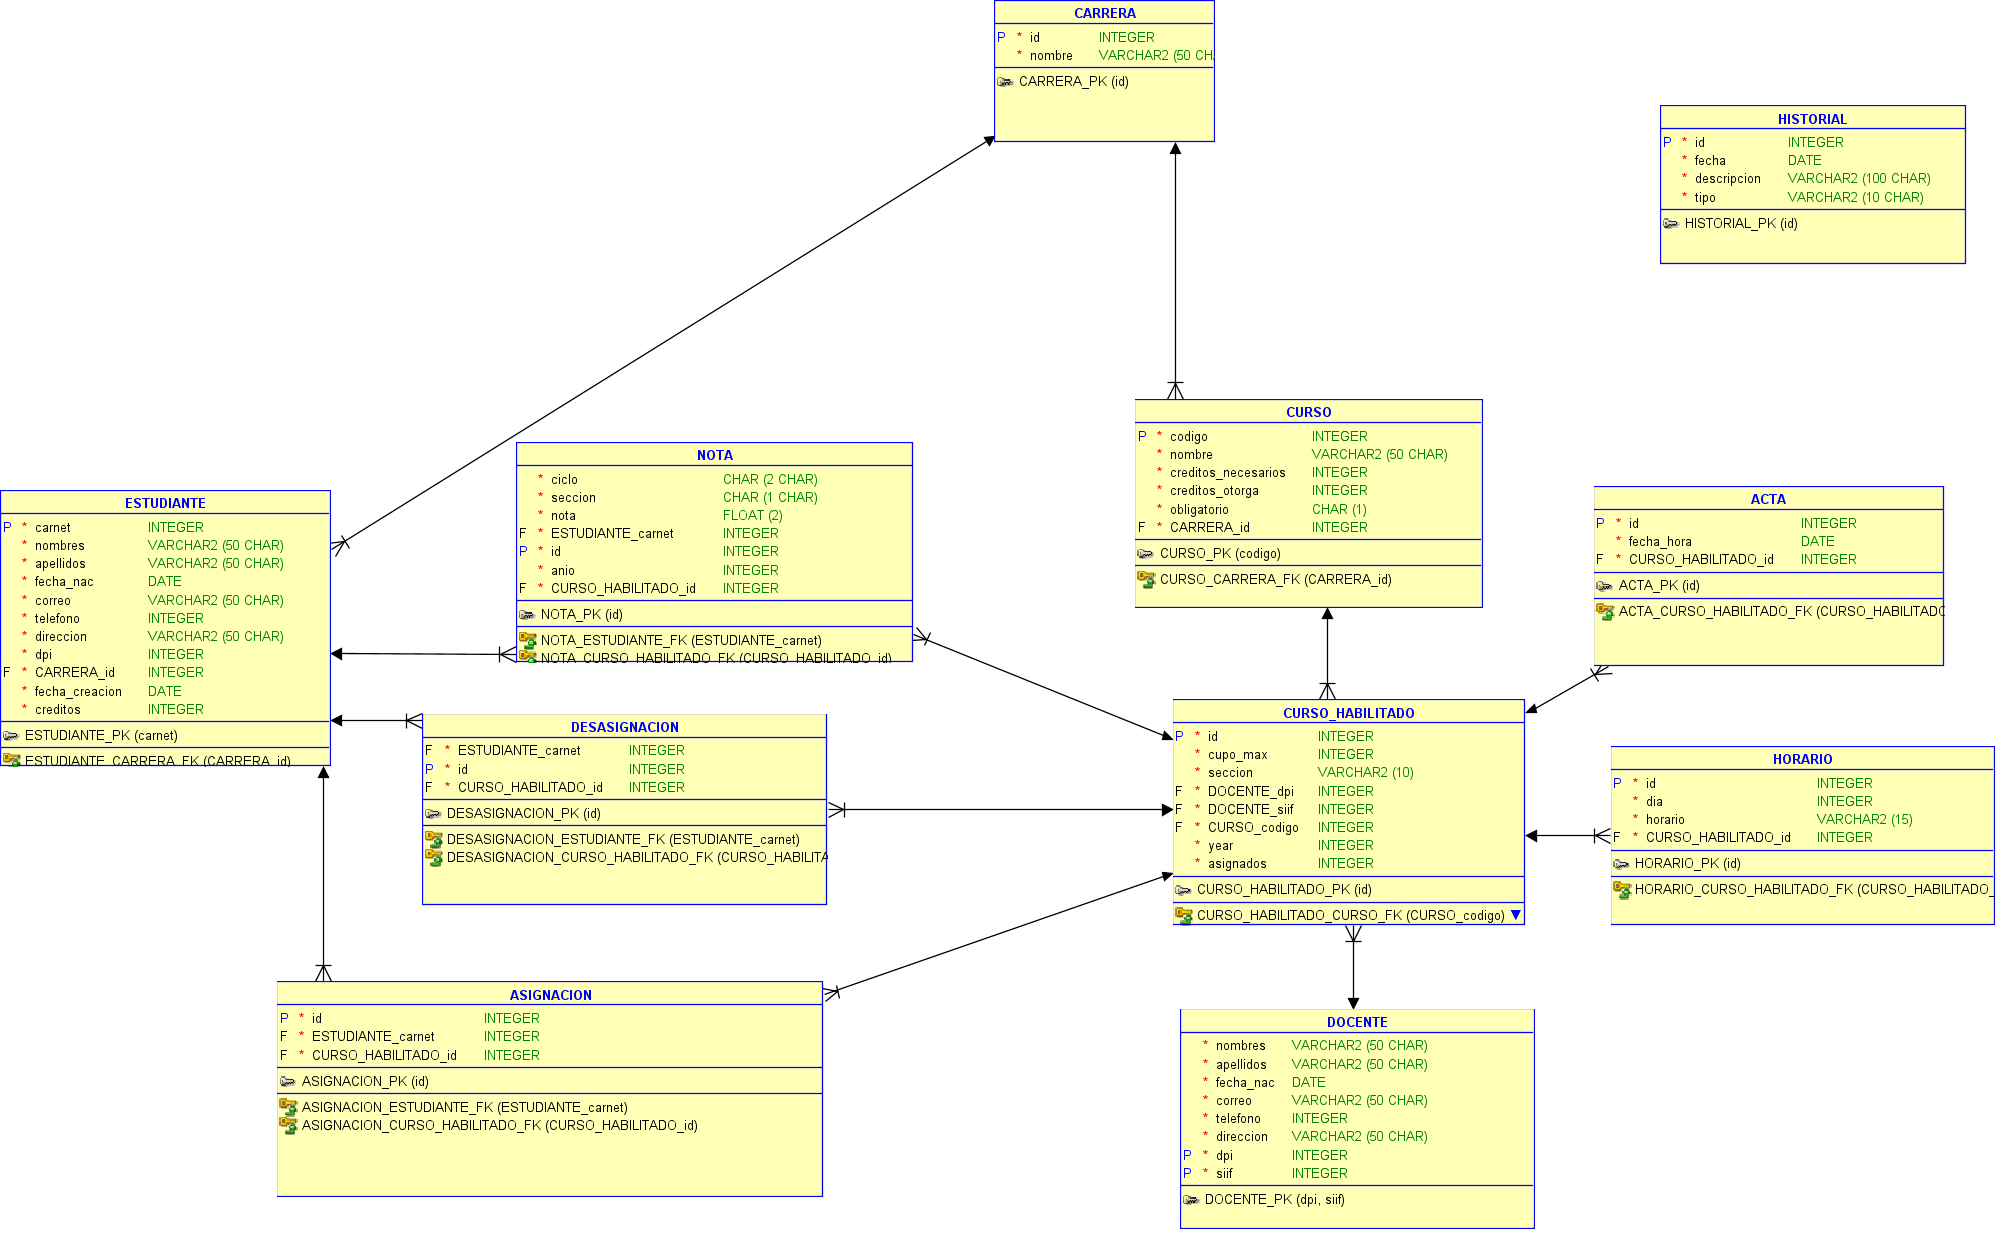 CARRERA
P * id INTEGER
* nombre VARCHAR2 (50 CH
CARRERA_PK (id)
HISTORIAL
P * id INTEGER
* fecha DATE
* descripcion VARCHAR2 (100 CHAR)
* tipo VARCHAR2 (10 CHAR)
HISTORIAL_PK (id)
CURSO
P * codigo INTEGER
* nombre VARCHAR2 (50 CHAR)
* creditos_necesarios INTEGER
* creditos_otorga INTEGER
* obligatorio CHAR (1)
F * CARRERA_id INTEGER
CURSO_PK (codigo)
CURSO_CARRERA_FK (CARRERA_id)
NOTA
* ciclo CHAR (2 CHAR)
* seccion CHAR (1 CHAR)
* nota FLOAT (2)
F * ESTUDIANTE_carnet INTEGER
P * id INTEGER
* anio INTEGER
F * CURSO_HABILITADO_id INTEGER
NOTA_PK (id)
NOTA_ESTUDIANTE_FK (ESTUDIANTE_carnet)
NOTA_CURSO_HABILITADO_FK (CURSO_HABILITADO_id)
ESTUDIANTE
P * carnet INTEGER
* nombres VARCHAR2 (50 CHAR)
* apellidos VARCHAR2 (50 CHAR)
* fecha_nac DATE
* correo VARCHAR2 (50 CHAR)
* telefono INTEGER
* direccion VARCHAR2 (50 CHAR)
* dpi INTEGER
F * CARRERA_id INTEGER
* fecha_creacion DATE
* creditos INTEGER
ESTUDIANTE_PK (carnet)
ESTUDIANTE_CARRERA_FK (CARRERA_id)
ACTA
P * id INTEGER
* fecha_hora DATE
F * CURSO_HABILITADO_id INTEGER
ACTA_PK (id)
ACTA_CURSO_HABILITADO_FK (CURSO_HABILITADO
DESASIGNACION
F * ESTUDIANTE_carnet INTEGER
P * id INTEGER
F * CURSO_HABILITADO_id INTEGER
DESASIGNACION_PK (id)
DESASIGNACION_ESTUDIANTE_FK (ESTUDIANTE_carnet)
DESASIGNACION_CURSO_HABILITADO_FK (CURSO_HABILITA
CURSO_HABILITADO
P * id INTEGER
* cupo_max INTEGER
* seccion VARCHAR2 (10)
F * DOCENTE_dpi INTEGER
F * DOCENTE_siif INTEGER
F * CURSO_codigo INTEGER
* year INTEGER
* asignados INTEGER
CURSO_HABILITADO_PK (id)
CURSO_HABILITADO_CURSO_FK (CURSO_codigo)
HORARIO
P * id INTEGER
* dia INTEGER
* horario VARCHAR2 (15)
F * CURSO_HABILITADO_id INTEGER
HORARIO_PK (id)
HORARIO_CURSO_HABILITADO_FK (CURSO_HABILITADO_
ASIGNACION
P * id INTEGER
F * ESTUDIANTE_carnet INTEGER
F * CURSO_HABILITADO_id INTEGER
ASIGNACION_PK (id)
ASIGNACION_ESTUDIANTE_FK (ESTUDIANTE_carnet)
ASIGNACION_CURSO_HABILITADO_FK (CURSO_HABILITADO_id)
DOCENTE
* nombres VARCHAR2 (50 CHAR)
* apellidos VARCHAR2 (50 CHAR)
* fecha_nac DATE
* correo VARCHAR2 (50 CHAR)
* telefono INTEGER
* direccion VARCHAR2 (50 CHAR)
P * dpi INTEGER
P * siif INTEGER
DOCENTE_PK (dpi, siif)